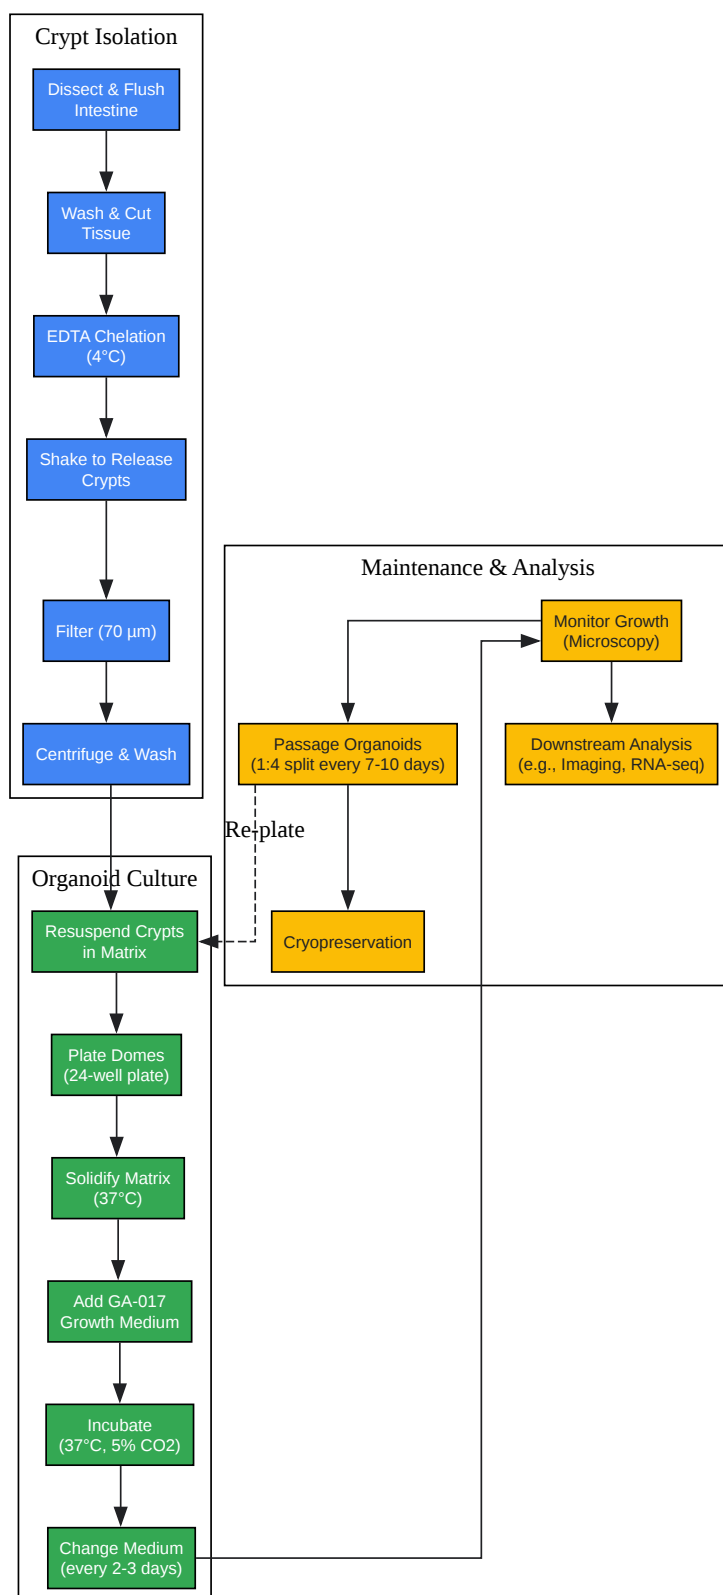 Crypt Isolation
Dissect & Flush
Intestine
Wash & Cut
Tissue
EDTA Chelation
(4°C)
Shake to Release
Crypts
Filter (70 µm)
Centrifuge & Wash
Maintenance & Analysis
Monitor Growth
(Microscopy)
Passage Organoids
(1:4 split every 7-10 days)
Downstream Analysis
(e.g., Imaging, RNA-seq)
Re-plate
Cryopreservation
Organoid Culture
Resuspend Crypts
in Matrix
Plate Domes
(24-well plate)
Solidify Matrix
(37°C)
Add GA-017
Growth Medium
Incubate
(37°C, 5% CO2)
Change Medium
(every 2-3 days)